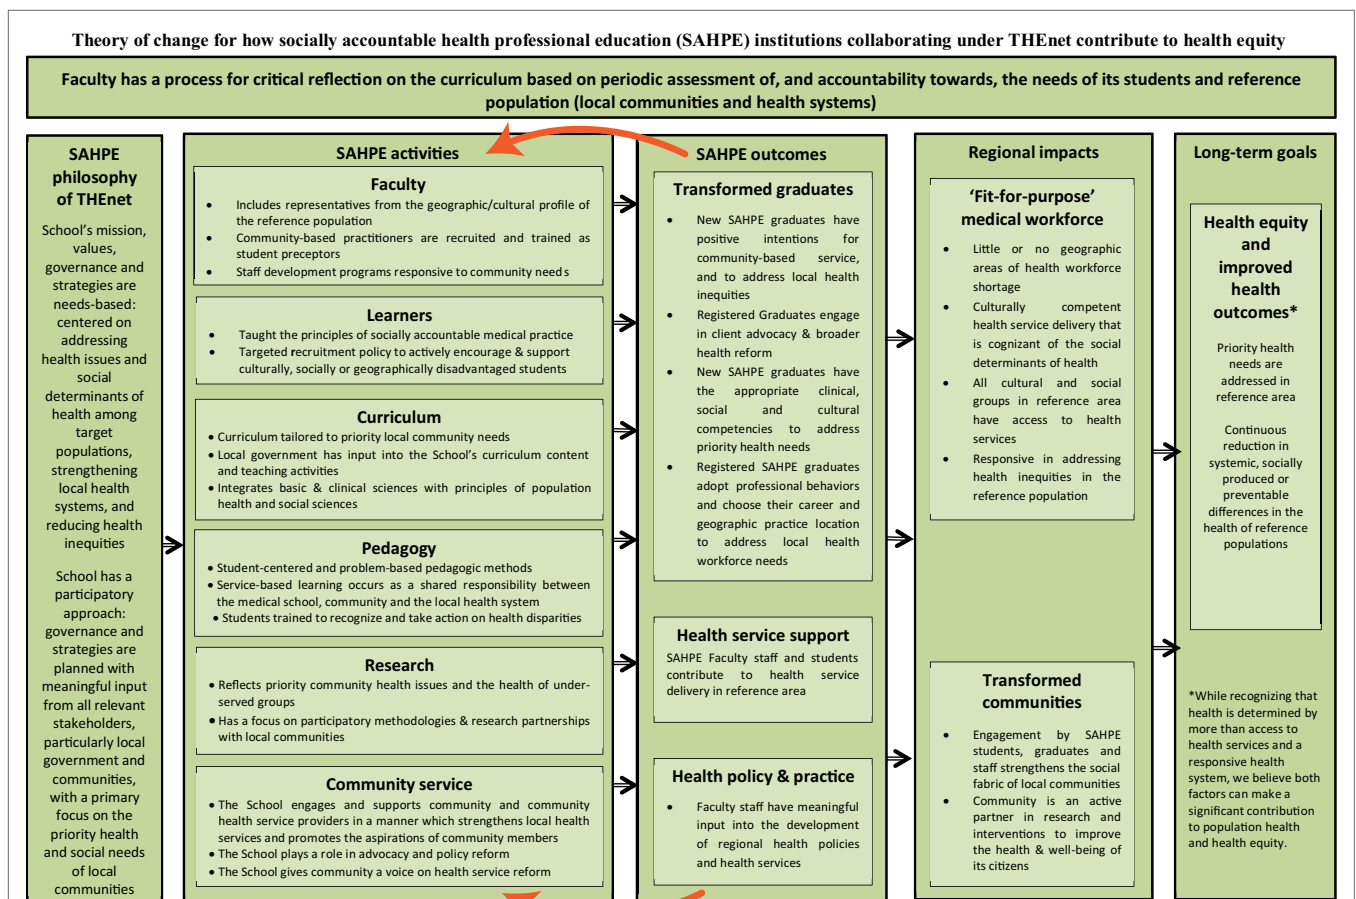 Theory of change for how socially accountable health professional education (SAHPE) institutions collaborating under THEnet contribute to health equity
Faculty has a process for critical reflection on the curriculum based on periodic assessment of, and accountability towards, the needs of its students and reference
population (local communities and health systems)
SAHPE
philosophy
of THEnet
School's mission,
values,
governance and
strategies are
needs-based:
centered on
addressing
health issues and
social
determinants of
health among
target
populations,
strengthening
local health
systems, and
reducing health
inequities
School has a
participatory
approach:
governance and
strategies are
planned with
meaningful input
from all relevant
stakeholders,
particularly local
government and
communities,
with a primary
focus on the
priority health
and social needs
of local
communities
SAHPE activities
Faculty
• Includes representatives from the geographic/cultural profile of
the reference population
• Community-based practitioners are recruited and trained as
student preceptors
• Staff development programs responsive to community needs
Learners
• Taught the principles of socially accountable medical practice
• Targeted recruitment policy to actively encourage & support
culturally, socially or geographically disadvantaged students
Curriculum
• Curriculum tailored to priority local community needs
• Local government has input into the School's curriculum content
and teaching activities
• Integrates basic & clinical sciences with principles of population
health and social sciences
Pedagogy
• Student-centered and problem-based pedagogic methods
• Service-based learning occurs as a shared responsibility between
the medical school, community and the local health system
• Students trained to recognize and take action on health disparities
Research
• Reflects priority community health issues and the health of under-
served groups
• Has a focus on participatory methodologies & research partnerships
with local communities
Community service
• The School engages and supports community and community
health service providers in a manner which strengthens local health
services and promotes the aspirations of community members
• The School plays a role in advocacy and policy reform
• The School gives community a voice on health service reform
SAHPE outcomes
Transformed graduates
• New SAHPE graduates have
positive intentions for
community-based service,
and to address local health
inequities
• Registered Graduates engage
in client advocacy & broader
health reform
• New SAHPE graduates have
the appropriate clinical,
social and cultural
competencies to address
priority health needs
• Registered SAHPE graduates
adopt professional behaviors
and choose their career and
geographic practice location
to address local health
workforce needs
Health service support
SAHPE Faculty staff and students
contribute to health service
delivery in reference area
Health policy & practice
• Faculty staff have meaningful
input into the development
of regional health policies
and health services
Regional impacts
'Fit-for-purpose'
medical workforce
• Little or no geographic
areas of health workforce
shortage
• Culturally competent
health service delivery that
is cognizant of the social
determinants of health
• All cultural and social
groups in reference area
have access to health
services
• Responsive in addressing
health inequities in the
reference population
Transformed
communities
• Engagement by SAHPE
students, graduates and
staff strengthens the social
fabric of local communities
• Community is an active
partner in research and
interventions to improve
the health & well-being of
its citizens
Long-term goals
Health equity
and
improved
health
outcomes*
Priority health
needs are
addressed in
reference area
Continuous
reduction in
systemic, socially
produced or
preventable
differences in the
health of reference
populations
*While recognizing that
health is determined by
more than access to
health services and a
responsive health
system, we believe both
factors can make a
significant contribution
to population health
and health equity.